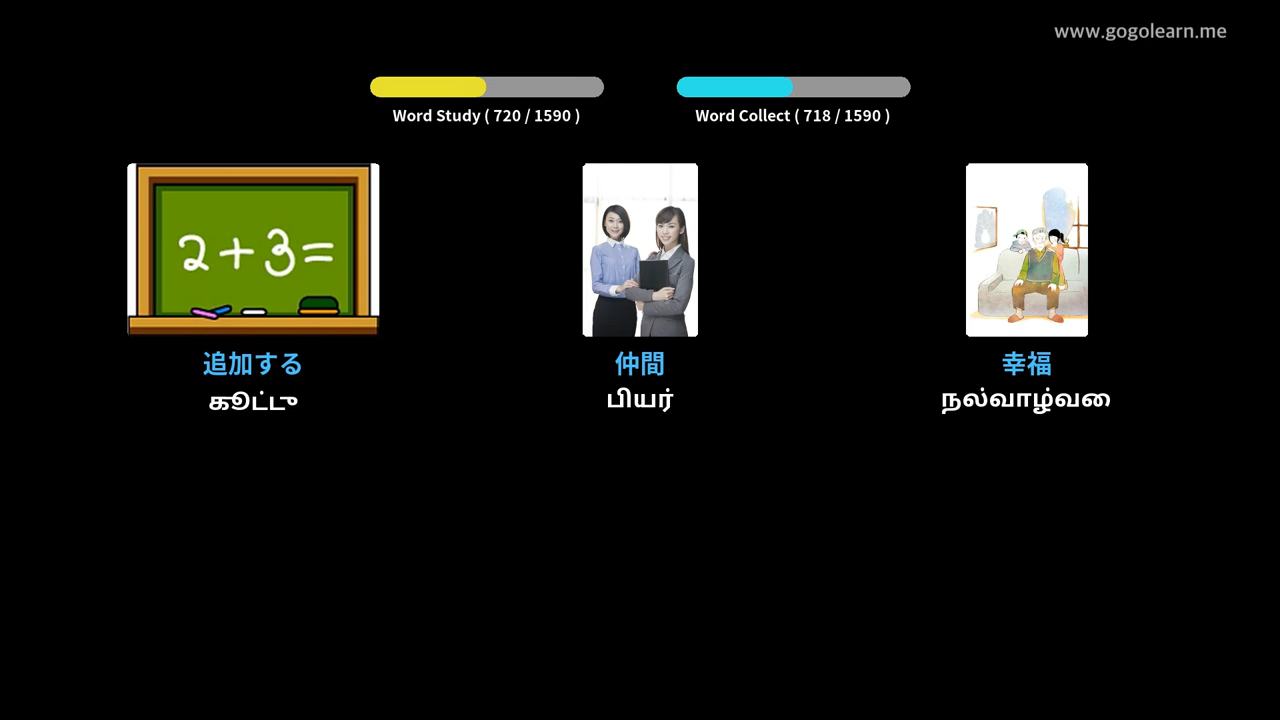 www.gogolearn.me
Word Study ( 720 / 1590 )
Word Collect ( 718 / 1590 )
2+3=
追加する
仲間
幸福
கூட்டு
பியர்
நல்வாழ்வை